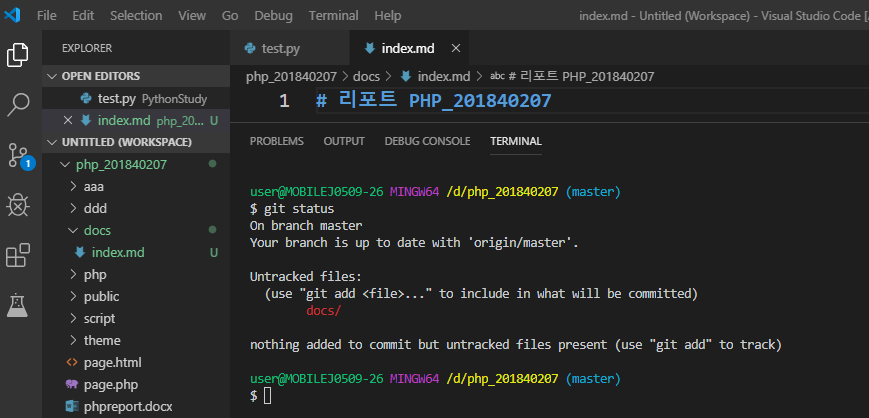 File Edit Selection View Go Debug Terminal Help index.md - Untitled (Workspace) - Visual Studio Code [
EXPLORER
OPEN EDITORS
test.py PythonStudy
index.md php_20... U
UNTITLED (WORKSPACE)
php_201840207
aaa
ddd
docs
index.md U
php
public
script
theme
page.html
page.php
phpreport.docx
1
test.py index.md
php_201840207 > docs > index.md > abc # 리포트 PHP_201840207
1 # 리포트 PHP_201840207
PROBLEMS OUTPUT DEBUG CONSOLE TERMINAL
user@MOBILEJ0509-26 MINGW64 /d/php_201840207 (master)
$ git status
On branch master
Your branch is up to date with 'origin/master'.
Untracked files:
(use "git add <file>..." to include in what will be committed)
docs/
nothing added to commit but untracked files present (use "git add" to track)
user@MOBILEJ0509-26 MINGW64 /d/php_201840207 (master)
$